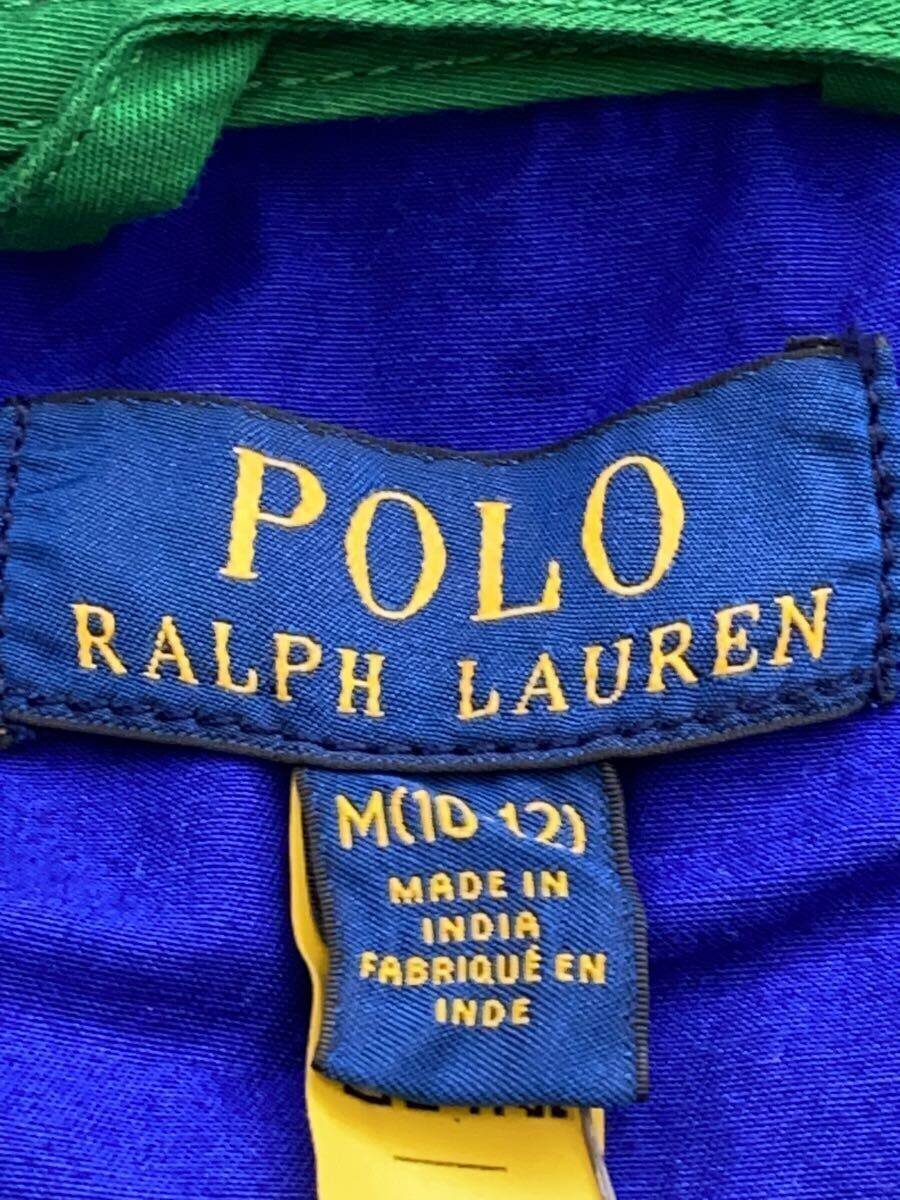 POLO
RALPH LAUREN
M(10-12)
MADE IN
INDIA
FABRIQUÉ EN
INDE